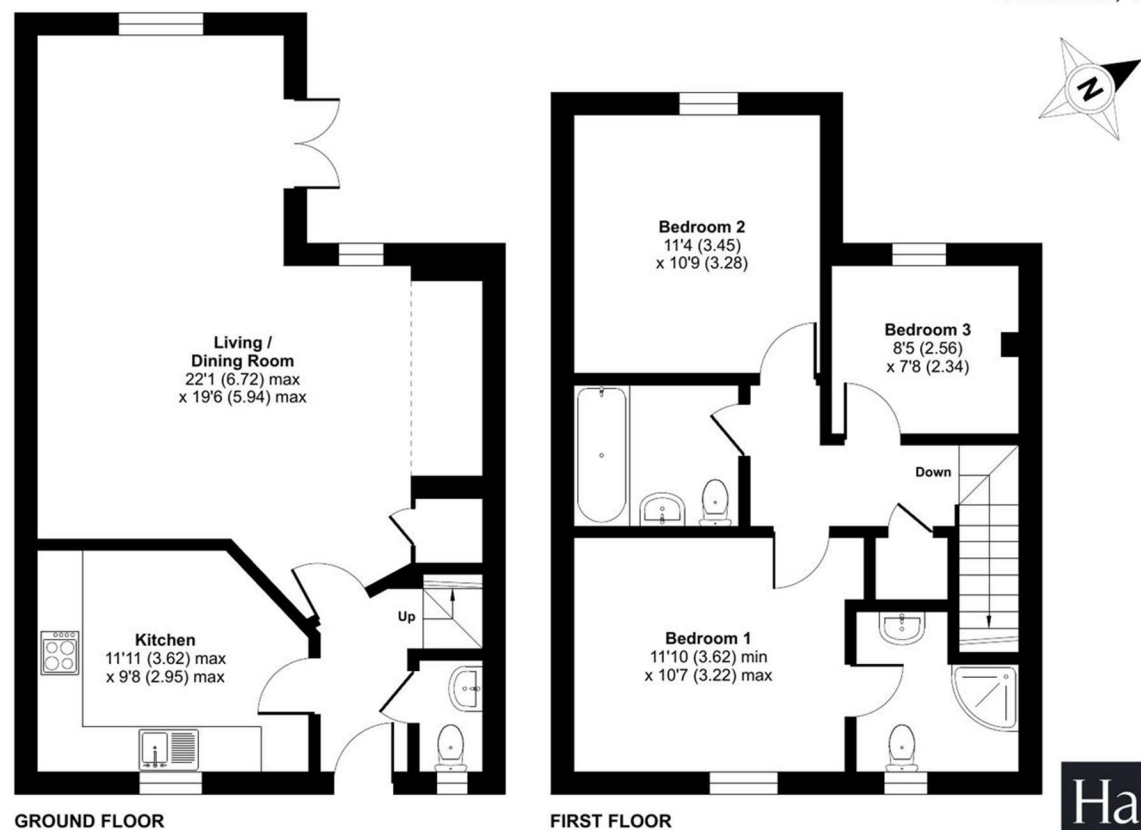 N
Living /
Dining Room
22'1 (6.72) max
x 19'6 (5.94) max
Kitchen
11'11 (3.62) max
x 9'8 (2.95) max
Up
GROUND FLOOR
Bedroom 2
11'4 (3.45)
x 10'9 (3.28)
Bedroom 3
8'5 (2.56)
x 7'8 (2.34)
Down
Bedroom 1
11'10 (3.62) min
x 10'7 (3.22) max
FIRST FLOOR
Ha